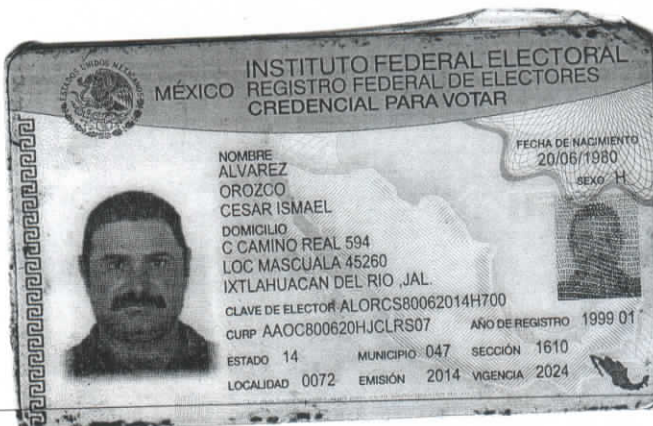 ESTADOS UNIDOS MEXICANOS
MÉXICO
INSTITUTO FEDERAL ELECTORAL
REGISTRO FEDERAL DE ELECTORES
CREDENCIAL PARA VOTAR
NOMBRE
ALVAREZ
OROZCO
CESAR ISMAEL
FECHA DE NACIMIENTO
20/06/1980
SEXO H
DOMICILIO
C CAMINO REAL 594
LOC MASCUALA 45260
IXTLAHUACAN DEL RIO ,JAL.
CLAVE DE ELECTOR ALORCS80062014H700
CURP AAOC800620HJCLRS07 AÑO DE REGISTRO 1999 01
ESTADO 14 MUNICIPIO 047 SECCIÓN 1610
LOCALIDAD 0072 EMISIÓN 2014 VIGENCIA 2024